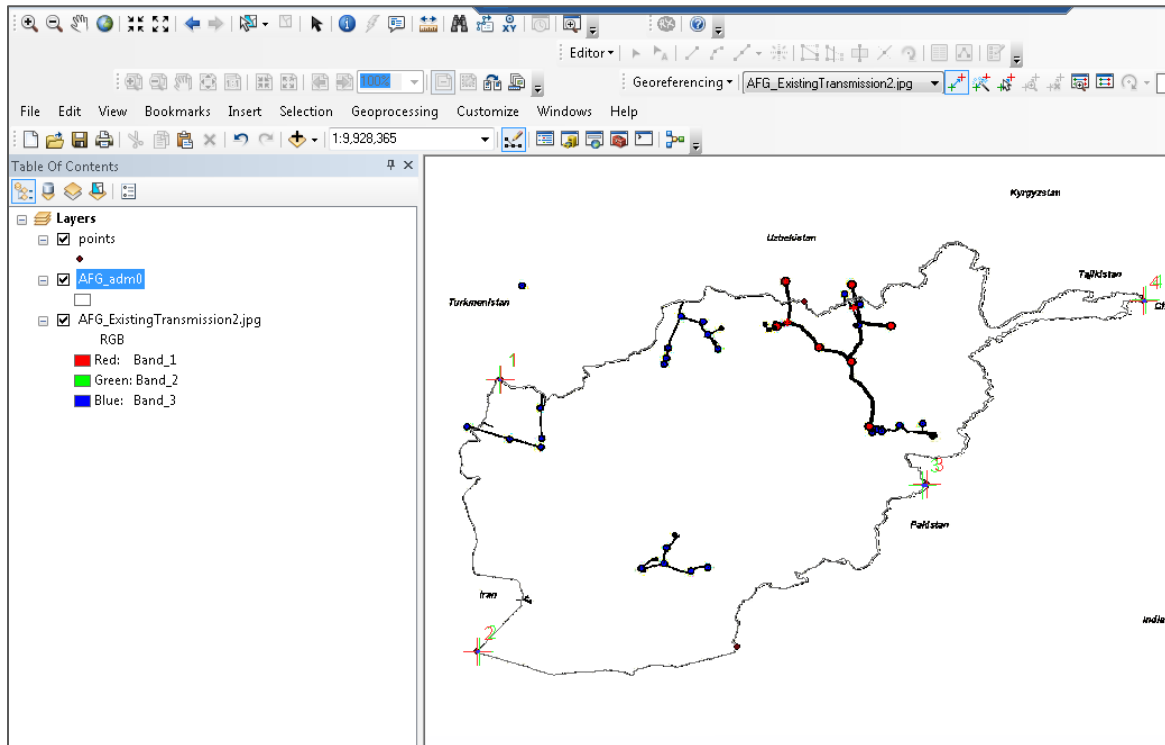 Editor
100%
Georeferencing
AFG_ExistingTransmission2.jpg
File Edit View Bookmarks Insert Selection Geoprocessing Customize Windows Help
1:9,928,365
Table Of Contents
Layers
points
AFG_adm0
AFG_ExistingTransmission2.jpg
RGB
Red: Band_1
Green: Band_2
Blue: Band_3
Kyrgyzstan
Uzbekistan
Tajikistan
Turkmenistan
4
1
3
Pakistan
Iran
India
2